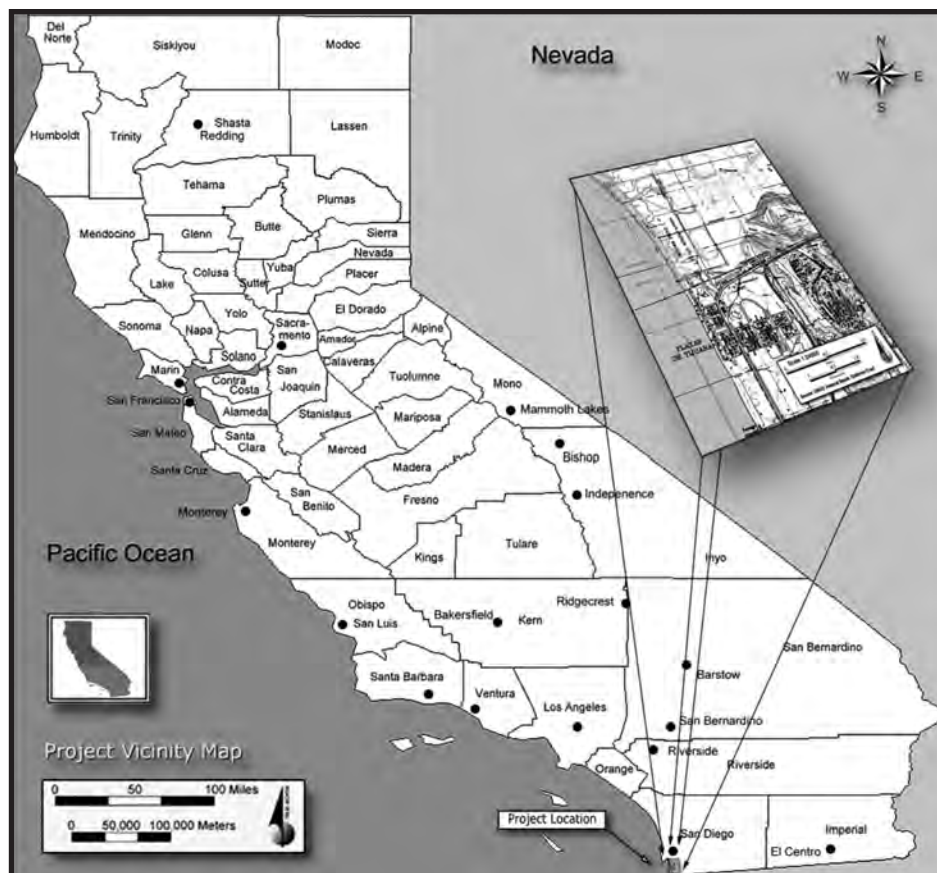 Del
Norte
Siskiyou
Modoc
Nevada
N
W
E
S
Humboldt
Trinity
Shasta
Redding
Lassen
Tehama
Plumas
Mendocino
Glenn
Butte
Sierra
Nevada
Colusa
Yuba
Placer
Lake
Sutter
El Dorado
Yolo
Sonoma
Napa
Sacra-
mento
Alpine
Amador
Solano
Calaveras
Marin
Contra
Costa
San
Joaquin
Tuolumne
Mono
San Francisco
Alameda
Stanislaus
Mariposa
Mammoth Lakes
San Mateo
Santa
Clara
Merced
Bishop
Santa Cruz
Madera
San
Benito
Fresno
Indepenence
Monterey
Pacific Ocean
Monterey
Kings
Tulare
Inyo
Obispo
San Luis
Bakersfield
Kern
Ridgecrest
San Bernardino
Santa Barbara
Barstow
Ventura
Los Angeles
San Bernardino
Project Vicinity Map
Riverside
Orange
Riverside
0 50 100 Miles
0 50,000 100,000 Meters
Project Location
San Diego
Imperial
El Centro
PLAYAS
DE TIJUANA